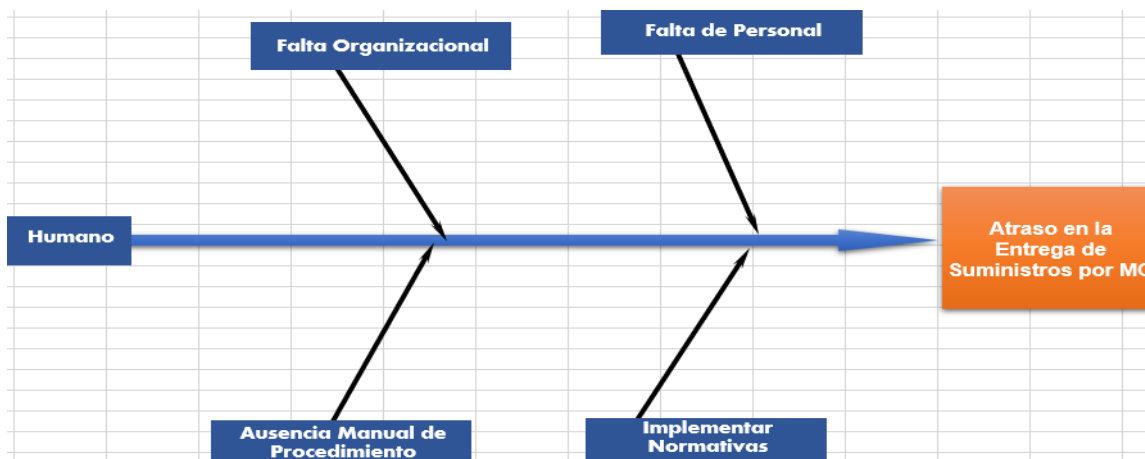 Falta Organizacional
Falta de Personal
Humano
Atraso en la
Entrega de
Suministros por
Ausencia Manual de
Procedimiento
Implementar
Normativas